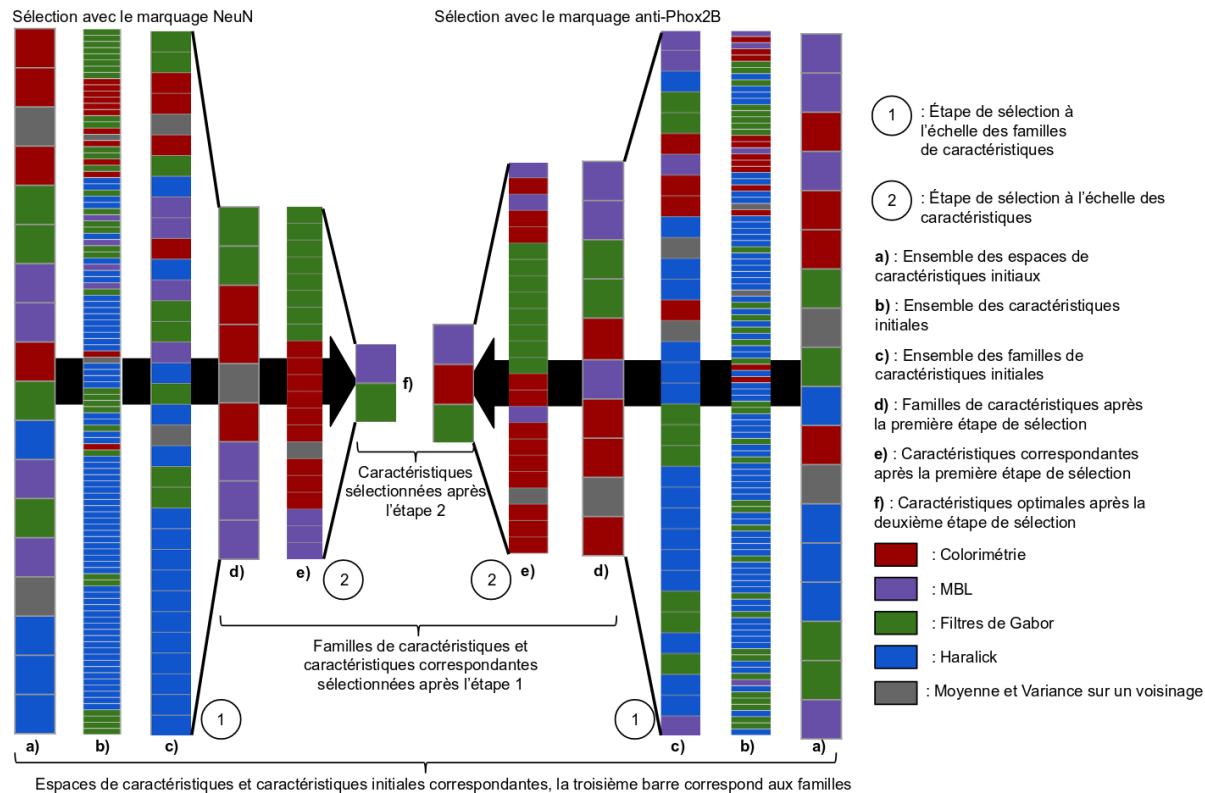 Sélection avec le marquage NeuN
Sélection avec le marquage anti-Phox2B
1
: Étape de sélection à
l'échelle des familles
de caractéristiques
2
: Étape de sélection à l'échelle des
caractéristiques
a) : Ensemble des espaces de
caractéristiques initiaux
b) : Ensemble des caractéristiques
initiales
c) : Ensemble des familles de
caractéristiques initiales
d) : Familles de caractéristiques après
la première étape de sélection
e) : Caractéristiques correspondantes
après la première étape de sélection
f) : Caractéristiques optimales après la
deuxième étape de sélection
: Colorimétrie
: MBL
: Filtres de Gabor
: Haralick
: Moyenne et Variance sur un voisinage
f)
Caractéristiques
sélectionnées après
l'étape 2
d)
e)
2
2
e)
d)
Familles de caractéristiques et
caractéristiques correspondantes
sélectionnées après l'étape 1
1
1
a)
b)
c)
c)
b)
a)
Espaces de caractéristiques et caractéristiques initiales correspondantes, la troisième barre correspond aux familles